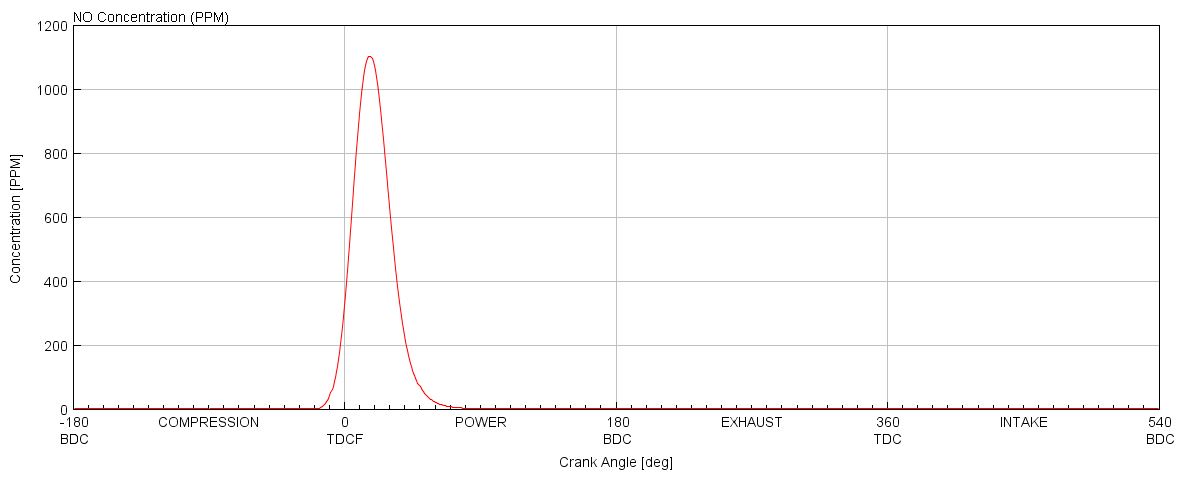 NO Concentration (PPM)
1200
1000
800
600
400
200
0
Concentration [PPM]
-180 COMPRESSION 0 POWER 180 EXHAUST 360 INTAKE 540
BDC TDCF BDC TDC BDC
Crank Angle [deg]